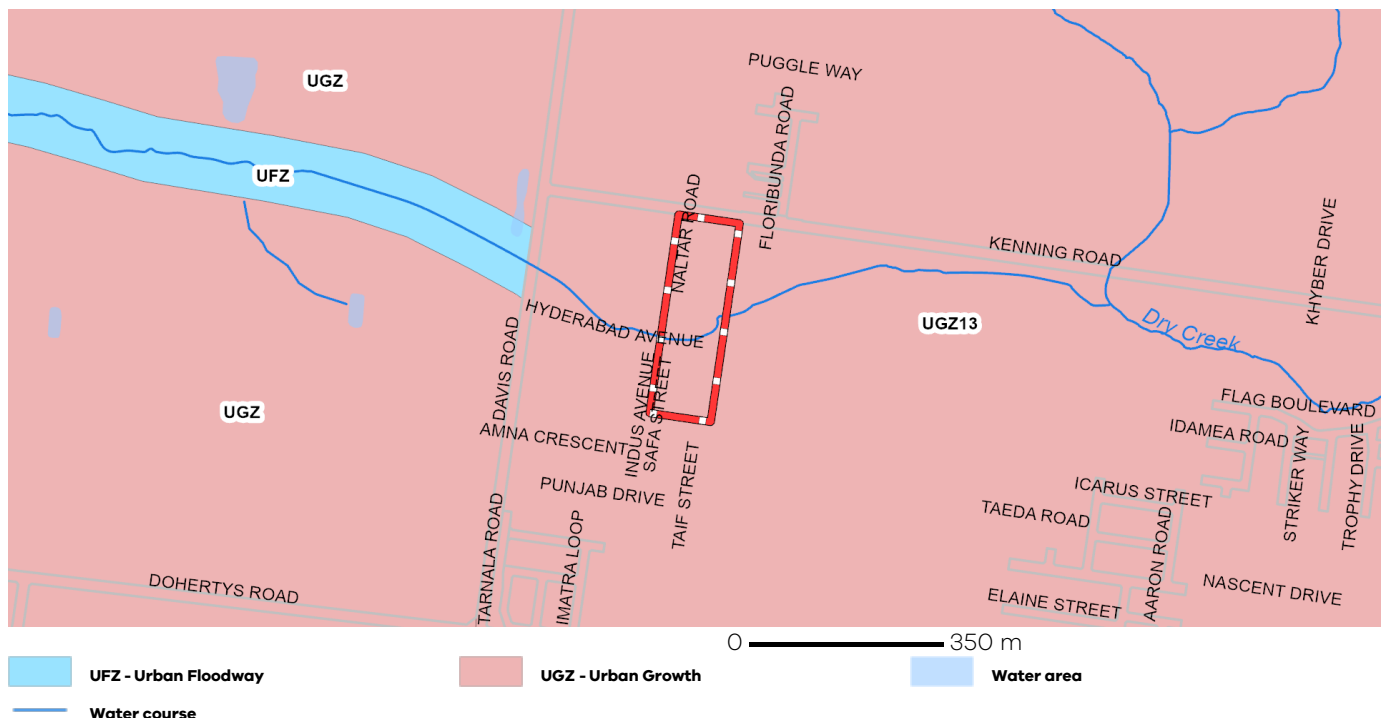 PUGGLE WAY
UGZ
FLORIBUNDA ROAD
UFZ
NALTAR ROAD
KENNING ROAD
KHYBER DRIVE
HYDERABAD AVENUE
UGZ13
Dry Creek
DAVIS ROAD
INDUS AVENUE
SAFA STREET
UGZ
FLAG BOULEVARD
AMNA CRESCENT
IDAMEA ROAD
STRIKER WAY
TROPHY DRIVE
PUNJAB DRIVE
TAIF STREET
ICARUS STREET
TAEDA ROAD
AARON ROAD
TARNALA ROAD
IMATRA LOOP
DOHERTYS ROAD
NASCENT DRIVE
ELAINE STREET
0 350 m
UFZ - Urban Floodway
UGZ - Urban Growth
Water area
Water course